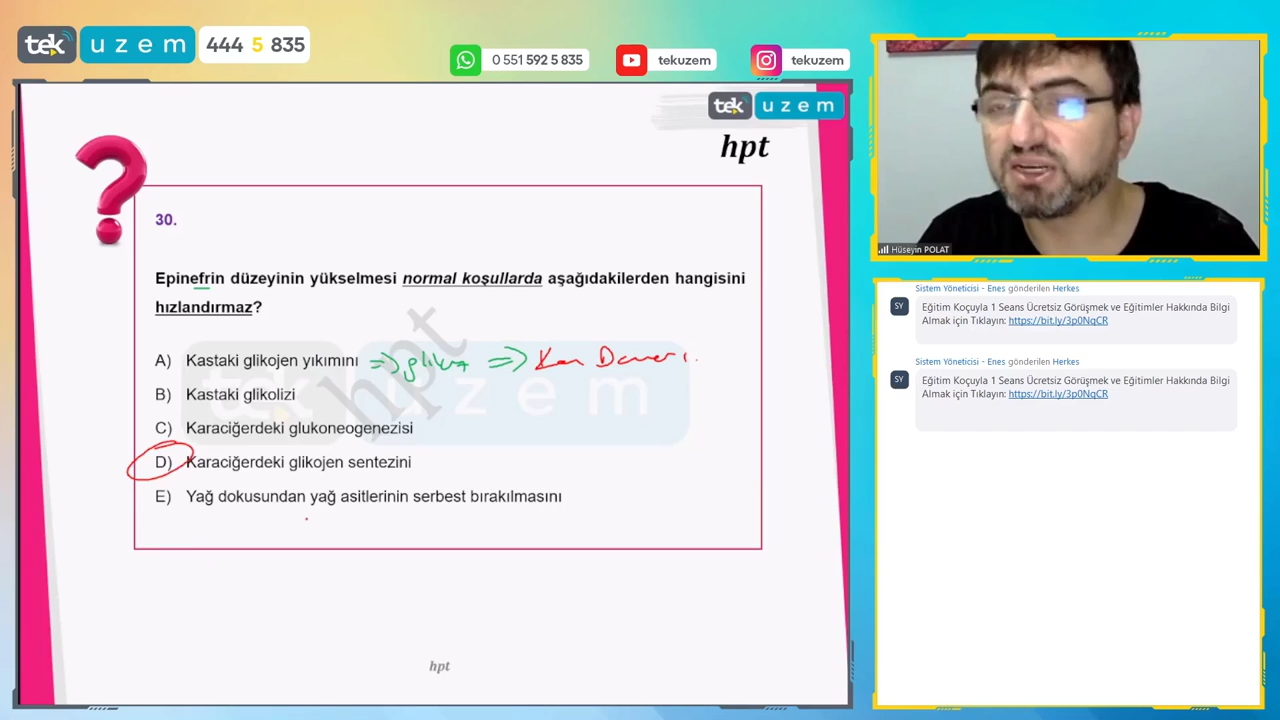 tek uzem 444 5 835
0 551 592 5 835
tekuzem
tekuzem
tek uzem
hpt
30.
Epinefrin düzeyinin yükselmesi normal koşullarda aşağıdakilerden hangisini
hızlandırmaz?
A) Kastaki glikojen yıkımını ⇒ ⇒ Kan
B) Kastaki glikolizi
C) Karaciğerdeki glukoneogenezisi
D) Karaciğerdeki glikojen sentezini
E) Yağ dokusundan yağ asitlerinin serbest bırakılmasını
tek uzem
hpt
hpt
Hüseyin POLAT
Sistem Yöneticisi - Enes gönderilen Herkes
SY
Eğitim Koçuyla 1 Seans Ücretsiz Görüşmek ve Eğitimler Hakkında Bilgi
Almak için Tıklayın: https://bit.ly/3p0NqCR
Sistem Yöneticisi - Enes gönderilen Herkes
SY
Eğitim Koçuyla 1 Seans Ücretsiz Görüşmek ve Eğitimler Hakkında Bilgi
Almak için Tıklayın: https://bit.ly/3p0NqCR